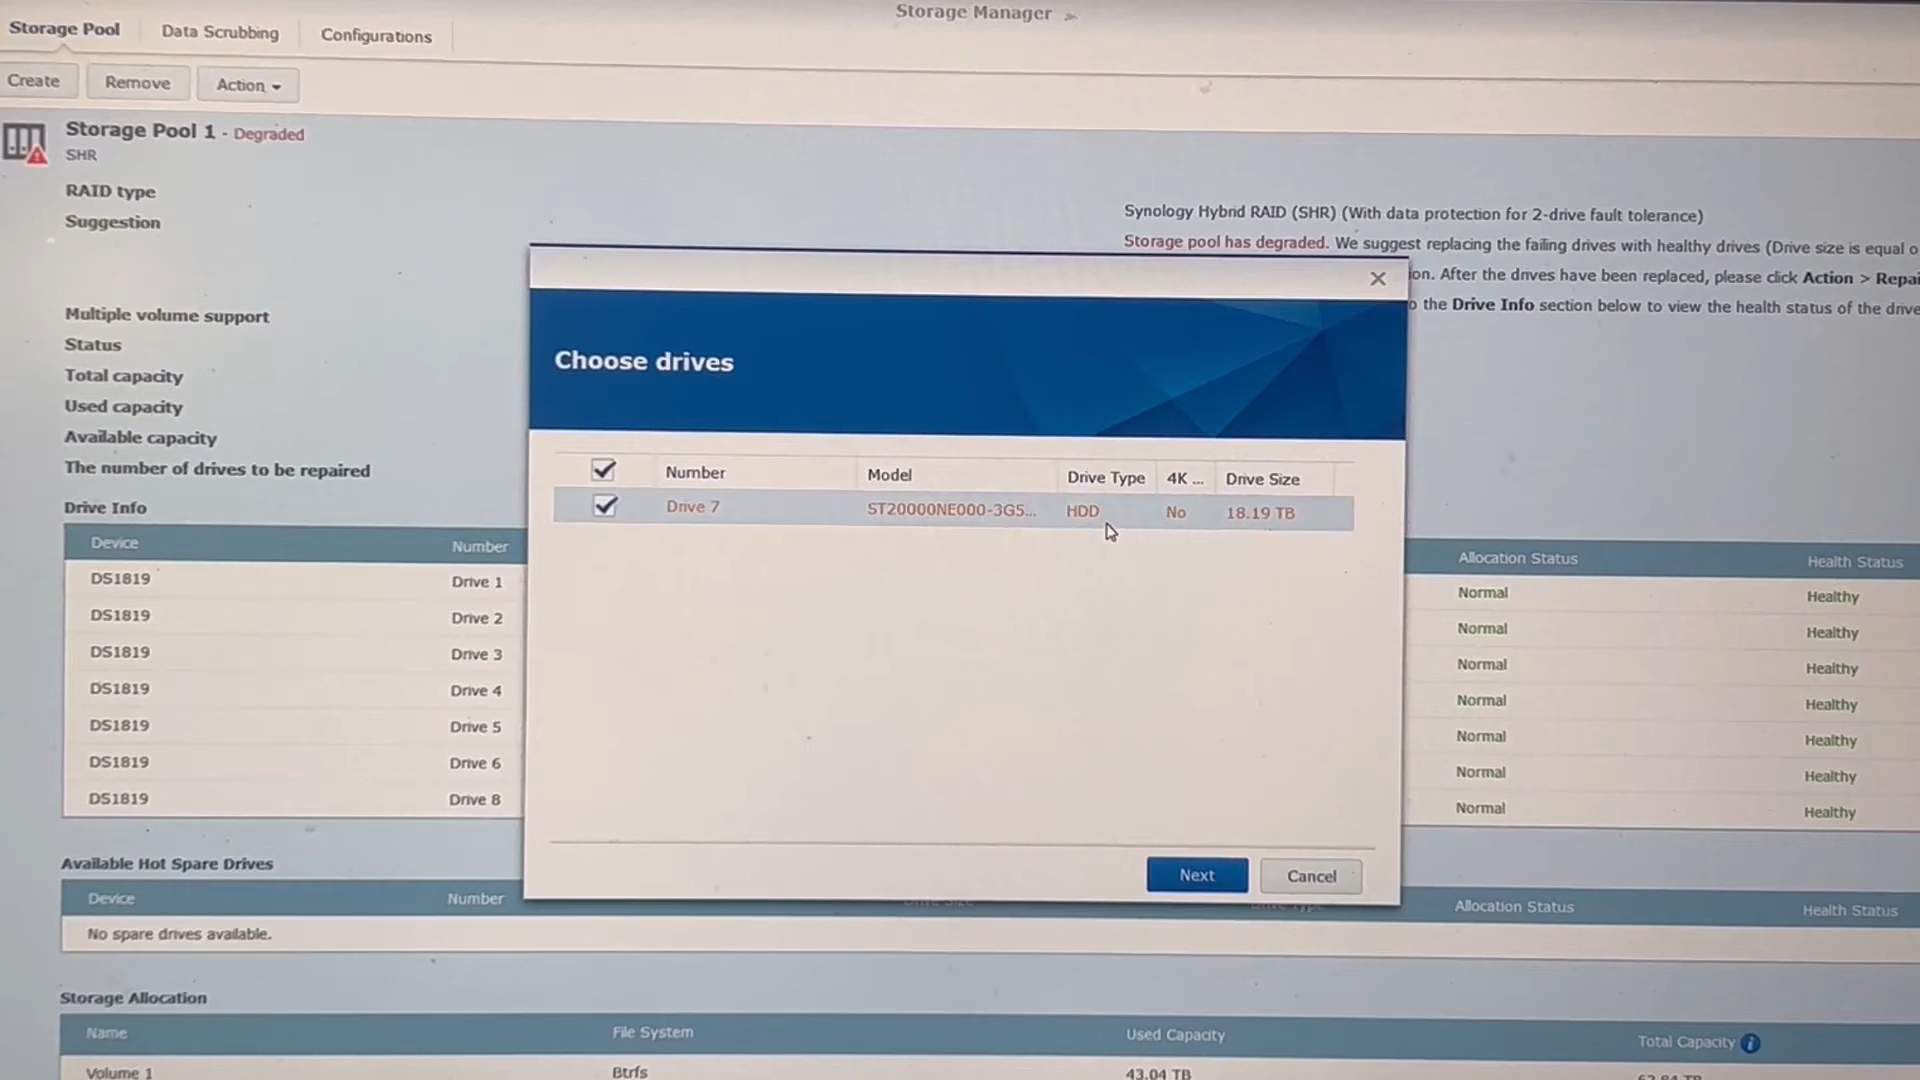 Storage Manager
Storage Pool
Data Scrubbing
Configurations
Create
Remove
Action
Storage Pool 1 - Degraded
SHR
RAID type
Synology Hybrid RAID (SHR) (With data protection for 2-drive fault tolerance)
Suggestion
Storage pool has degraded. We suggest replacing the failing drives with healthy drives (Drive size is equal o
ion. After the drives have been replaced, please click Action > Repai
o the Drive Info section below to view the health status of the drive
Multiple volume support
Status
Total capacity
Used capacity
Available capacity
The number of drives to be repaired
Choose drives
Number Model Drive Type 4K ... Drive Size
Drive 7 ST20000NE000-3G5... HDD No 18.19 TB
Next
Cancel
Drive Info
Device Number Allocation Status Health Status
DS1819 Drive 1 Normal Healthy
DS1819 Drive 2 Normal Healthy
DS1819 Drive 3 Normal Healthy
DS1819 Drive 4 Normal Healthy
DS1819 Drive 5 Normal Healthy
DS1819 Drive 6 Normal Healthy
DS1819 Drive 8 Normal Healthy
Available Hot Spare Drives
Device Number Allocation Status Health Status
No spare drives available.
Storage Allocation
Name File System Used Capacity Total Capacity
Volume 1 Btrfs 43.04 TB